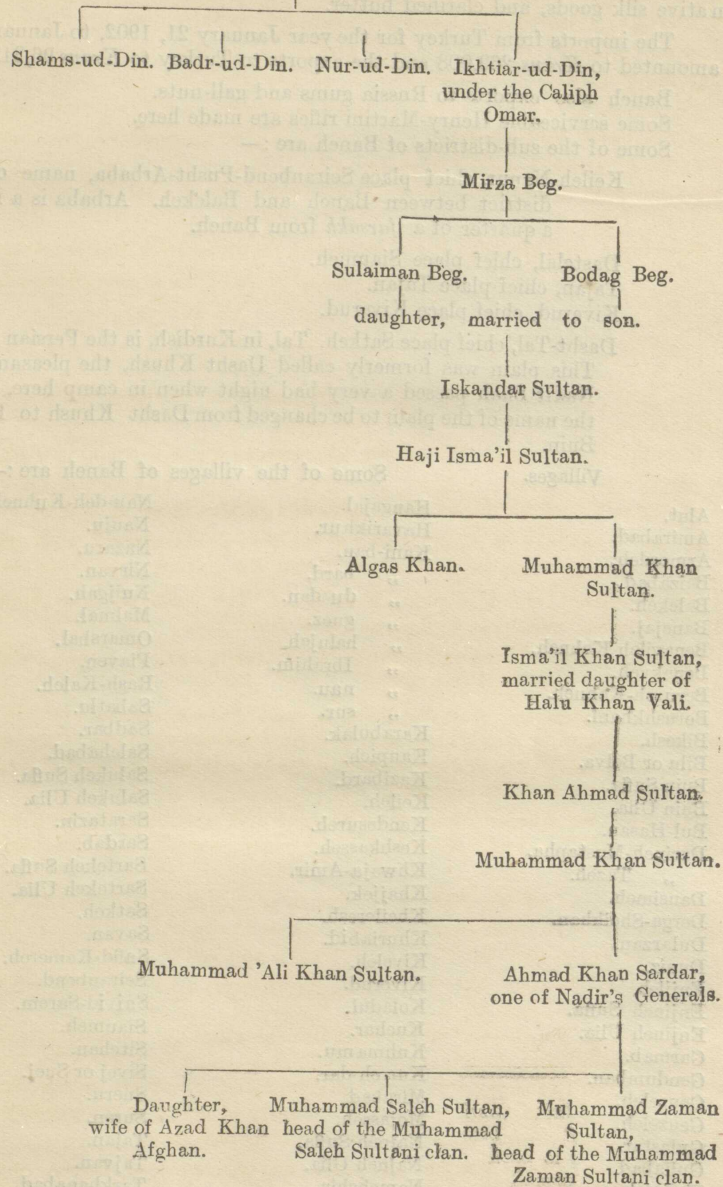 Shams-ud-Din. Badr-ud-Din. Nur-ud-Din. Ikhtiar-ud-Din,
under the Caliph
Omar.
Mirza Beg.
Sulaiman Beg. Bodag Beg.
daughter, married to son.
Iskandar Sultan.
Haji Isma'il Sultan.
Algas Khan. Muhammad Khan
Sultan.
Isma'il Khan Sultan,
married daughter of
Halu Khan Vali.
Khan Ahmad Sultan.
Muhammad Khan Sultan.
Muhammad 'Ali Khan Sultan. Ahmad Khan Sardar,
one of Nadir's Generals.
Daughter, Muhammad Saleh Sultan, Muhammad Zaman
wife of Azad Khan head of the Muhammad Sultan,
Afghan. Saleh Sultani clan. head of the Muhammad
Zaman Sultani clan.